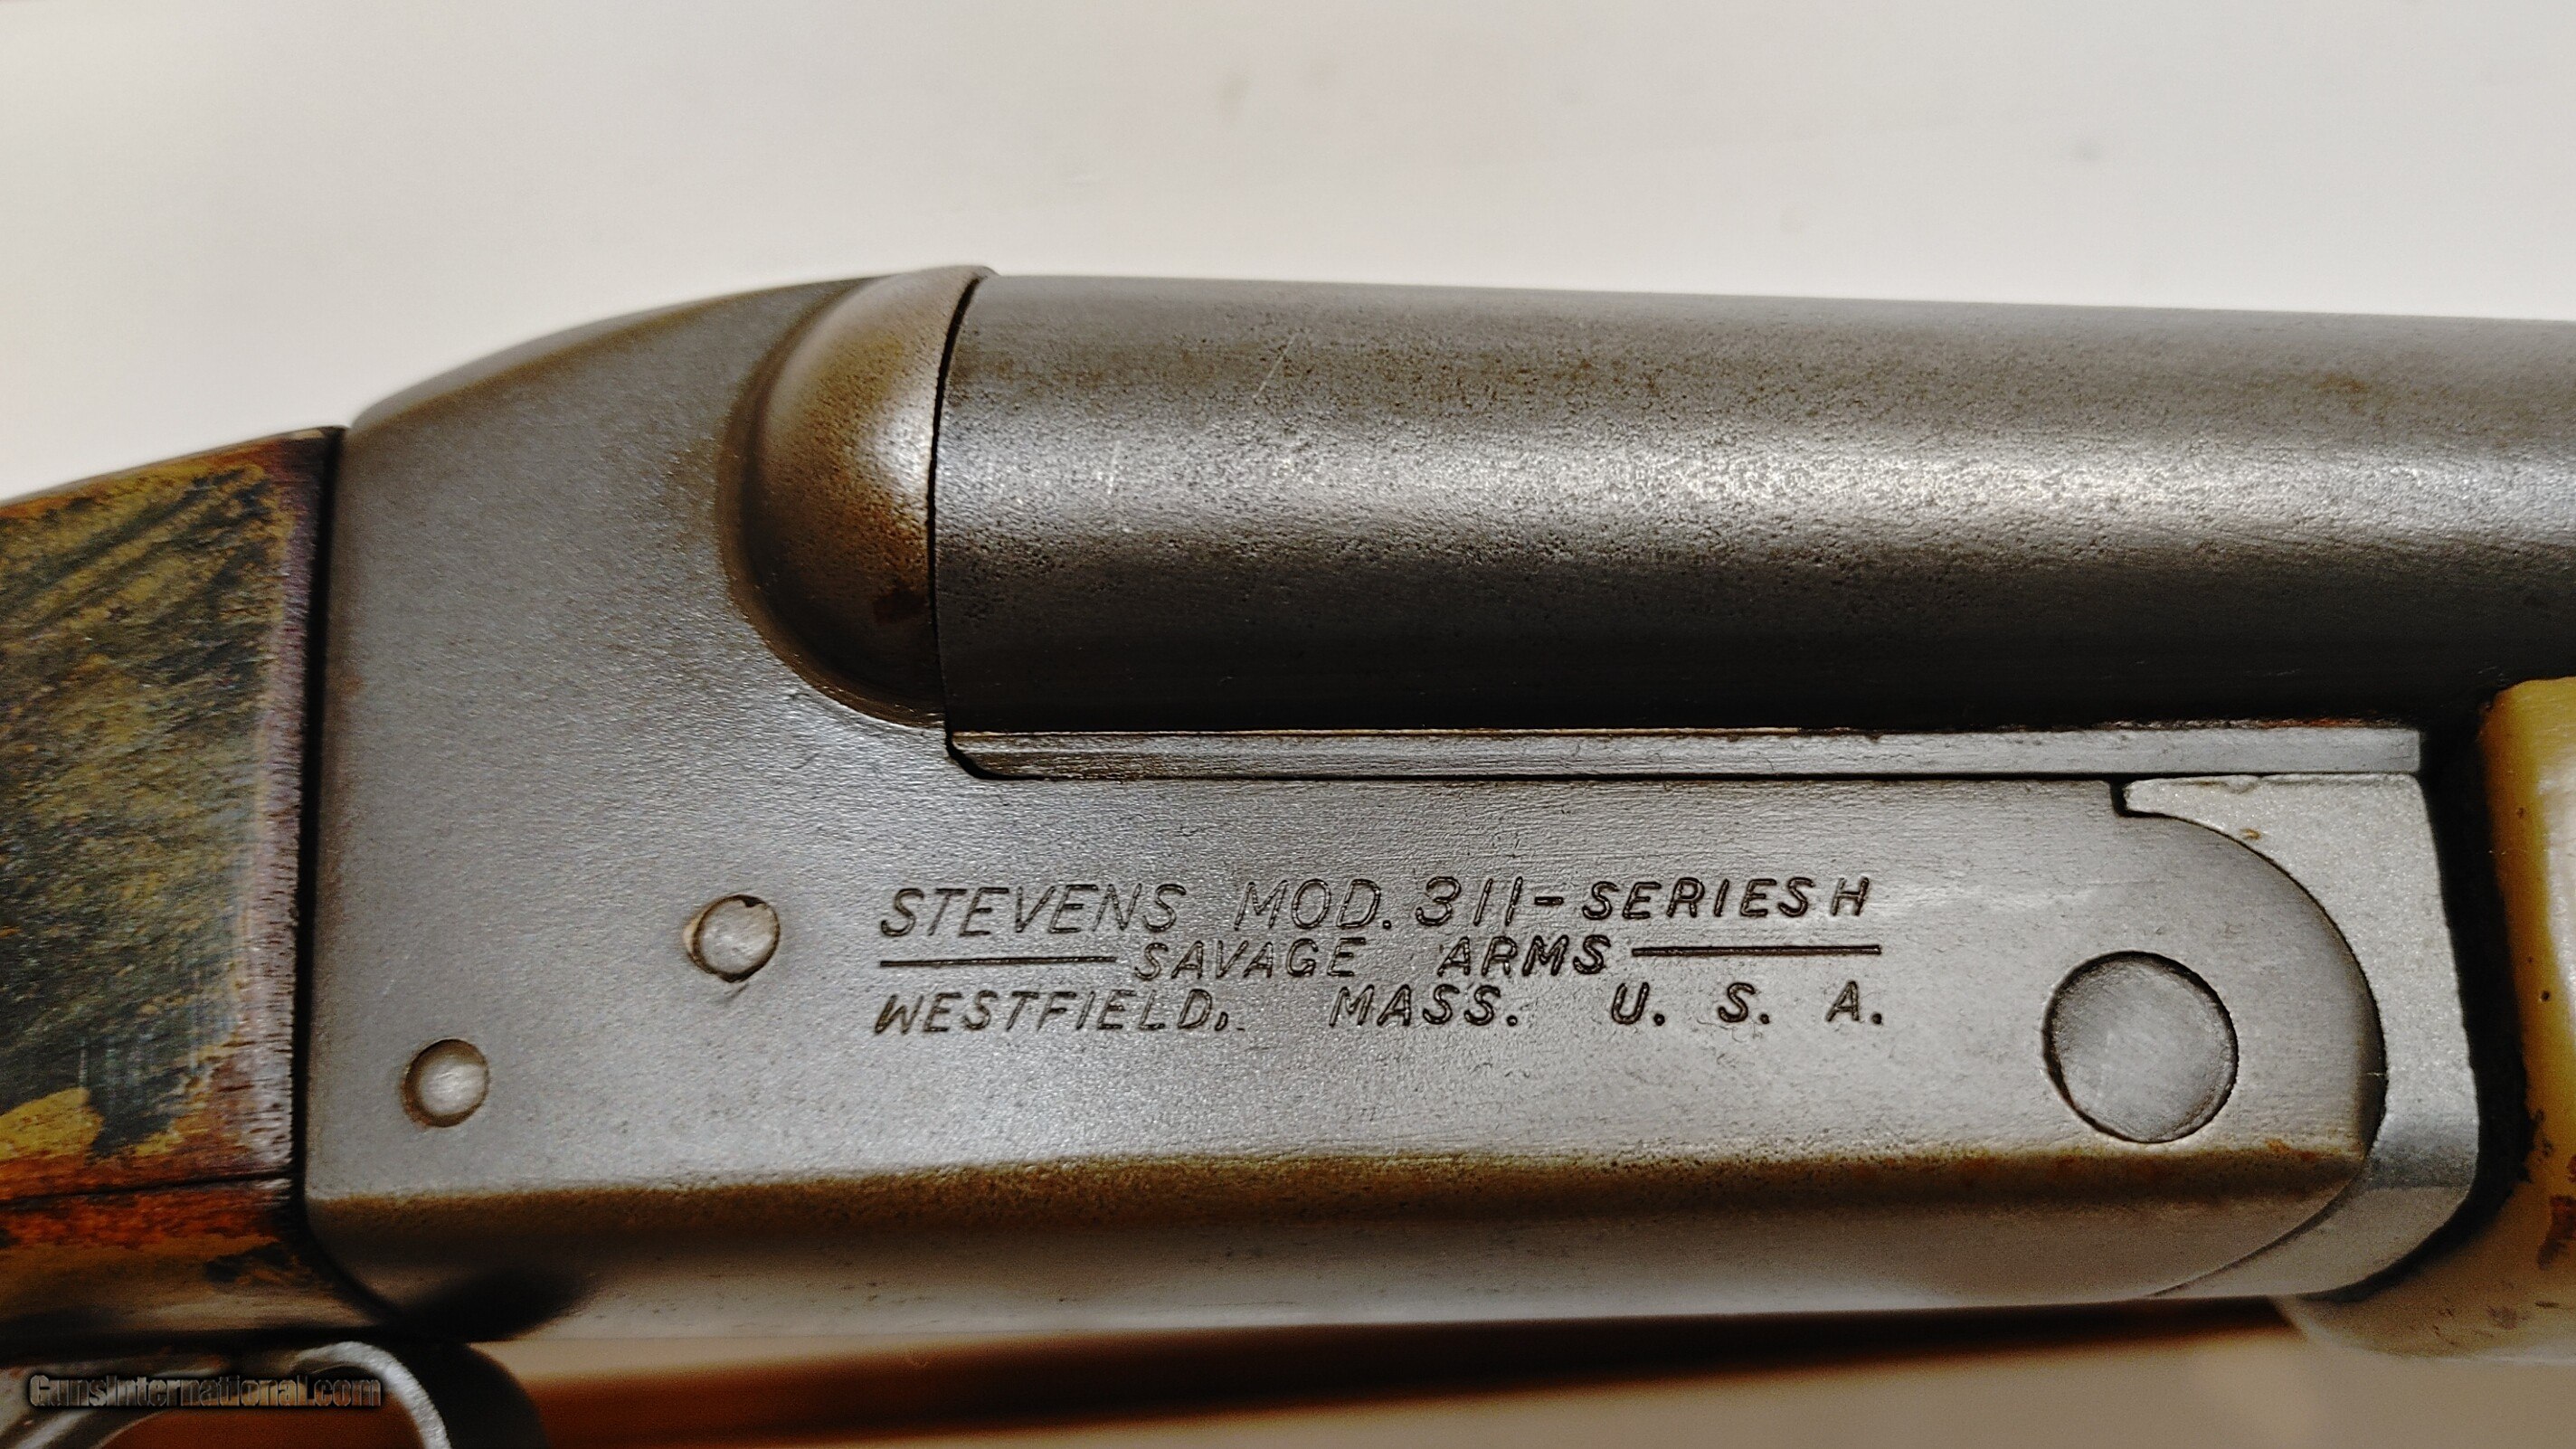 STEVENS MOD. 311-SERIES H
SAVAGE ARMS
WESTFIELD, MASS. U. S. A.
GunsInternational.com